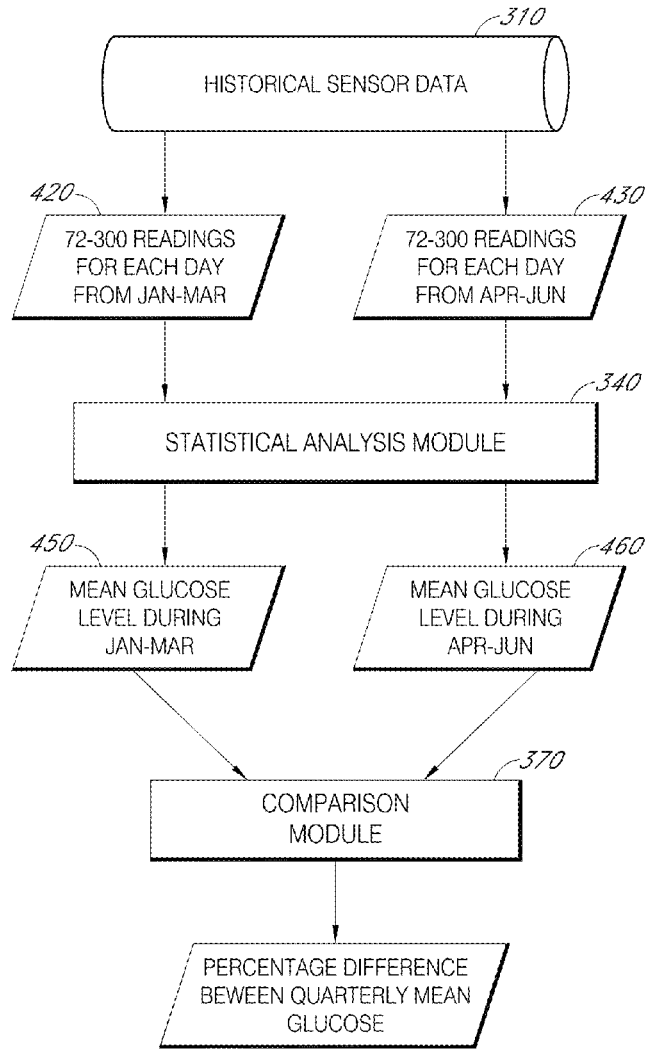 310
HISTORICAL SENSOR DATA
420
72-300 READINGS
FOR EACH DAY
FROM JAN-MAR
430
72-300 READINGS
FOR EACH DAY
FROM APR-JUN
340
STATISTICAL ANALYSIS MODULE
450
MEAN GLUCOSE
LEVEL DURING
JAN-MAR
460
MEAN GLUCOSE
LEVEL DURING
APR-JUN
370
COMPARISON
MODULE
PERCENTAGE DIFFERENCE
BEWEEN QUARTERLY MEAN
GLUCOSE